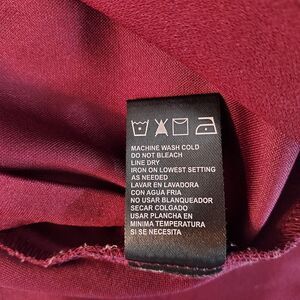 MACHINE WASH COLD
DO NOT BLEACH
LINE DRY
IRON ON LOWEST SETTING
AS NEEDED
LAVAR EN LAVADORA
CON AGUA FRIA
NO USAR BLANQUEADOR
SECAR COLGADO
USAR PLANCHA EN
MINIMA TEMPERATURA
SI SE NECESITA